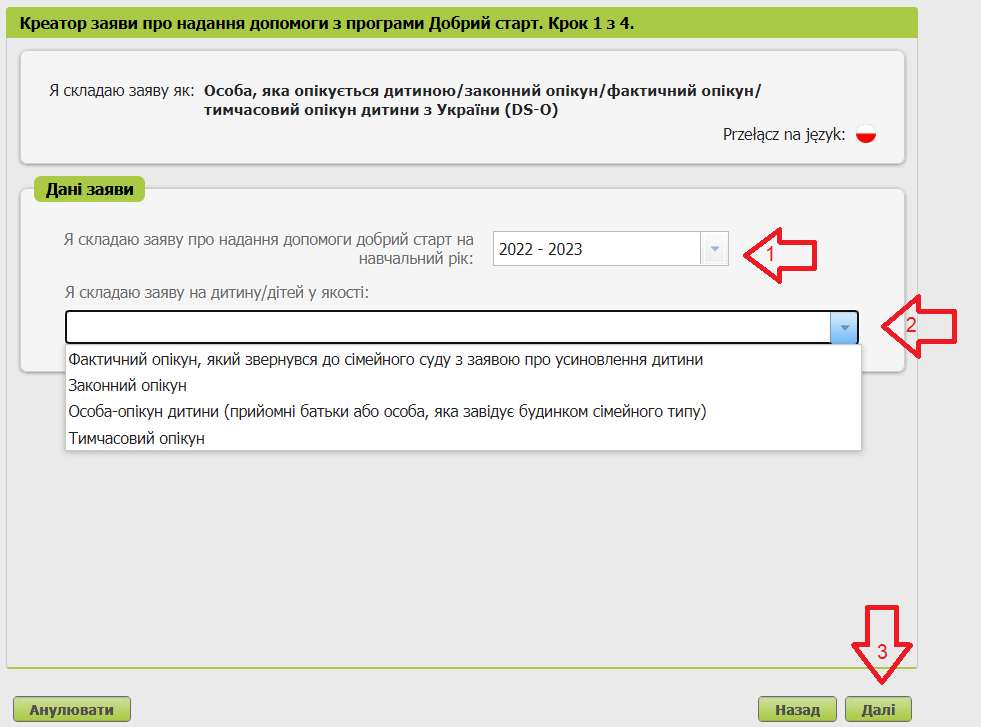 Креатор заяви про надання допомоги з програми Добрий старт. Крок 1 з 4.
Я складаю заяву як: Особа, яка опікується дитиною/законний опікун/фактичний опікун/
тимчасовий опікун дитини з України (DS-O)
Przełącz na język:
Дані заяви
Я складаю заяву про надання допомоги добрий старт на
навчальний рік:
2022 - 2023
1
Я складаю заяву на дитину/дітей у якості:
2
Фактичний опікун, який звернувся до сімейного суду з заявою про усиновлення дитини
Законний опікун
Особа-опікун дитини (прийомні батьки або особа, яка завідує будинком сімейного типу)
Тимчасовий опікун
3
Анулювати
Назад
Далі